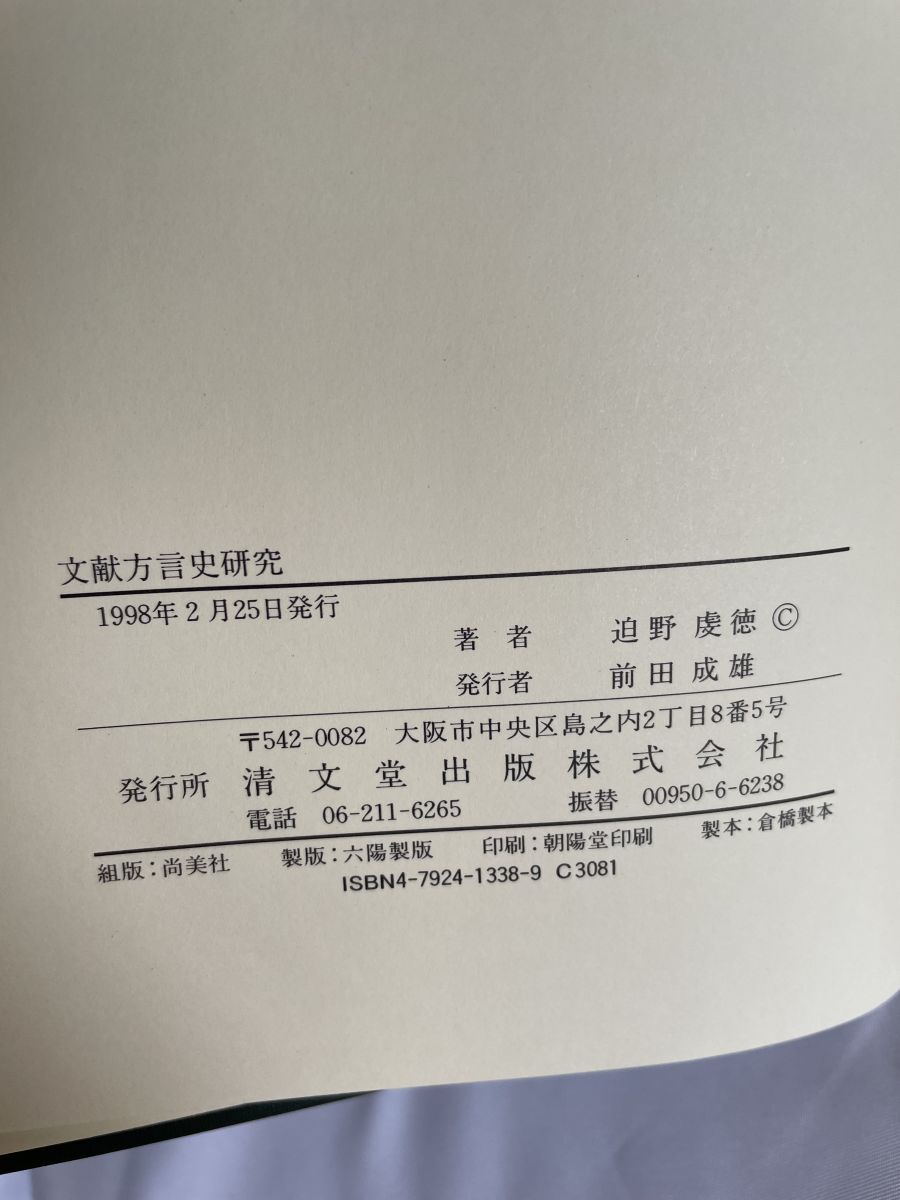 文献方言史研究
1998年2月25日発行
著者 迫野虔徳 ©
発行者 前田成雄
〒542-0082 大阪市中央区島之内2丁目8番5号
発行所 清文堂出版株式会社
電話 06-211-6265 振替 00950-6-6238
組版:尚美社 製版:六陽製版 印刷:朝陽堂印刷 製本:倉橋製本
ISBN4-7924-1338-9 C3081